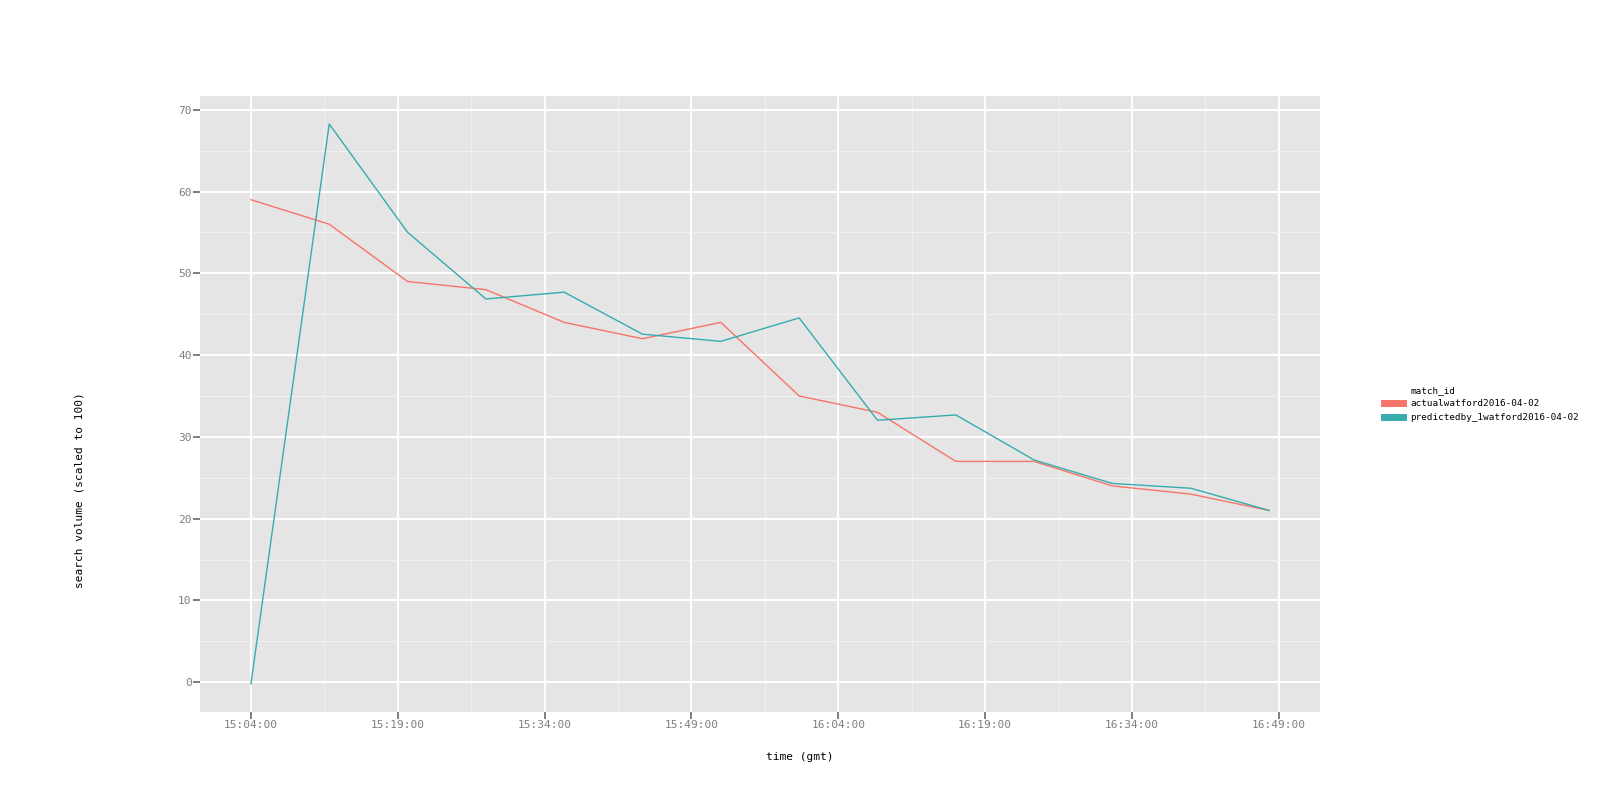 70
60
50
40
30
20
10
0
search volume (scaled to 100)
15:04:00 15:19:00 15:34:00 15:49:00 16:04:00 16:19:00 16:34:00 16:49:00
time (gmt)
match_id
actualwatford2016-04-02
predictedby_1watford2016-04-02